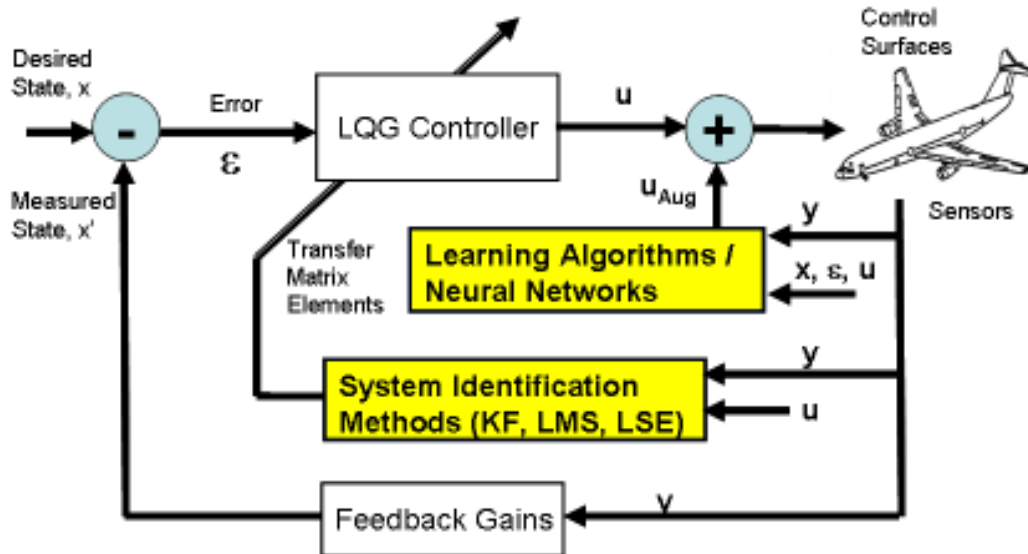 Control
Surfaces
Desired
State, x
Error
-
ε
LQG Controller
u
+
Measured
State, x'
u_Aug
Sensors
Transfer
Matrix
Elements
Learning Algorithms /
Neural Networks
y
x, ε, u
System Identification
Methods (KF, LMS, LSE)
y
u
Feedback Gains
y